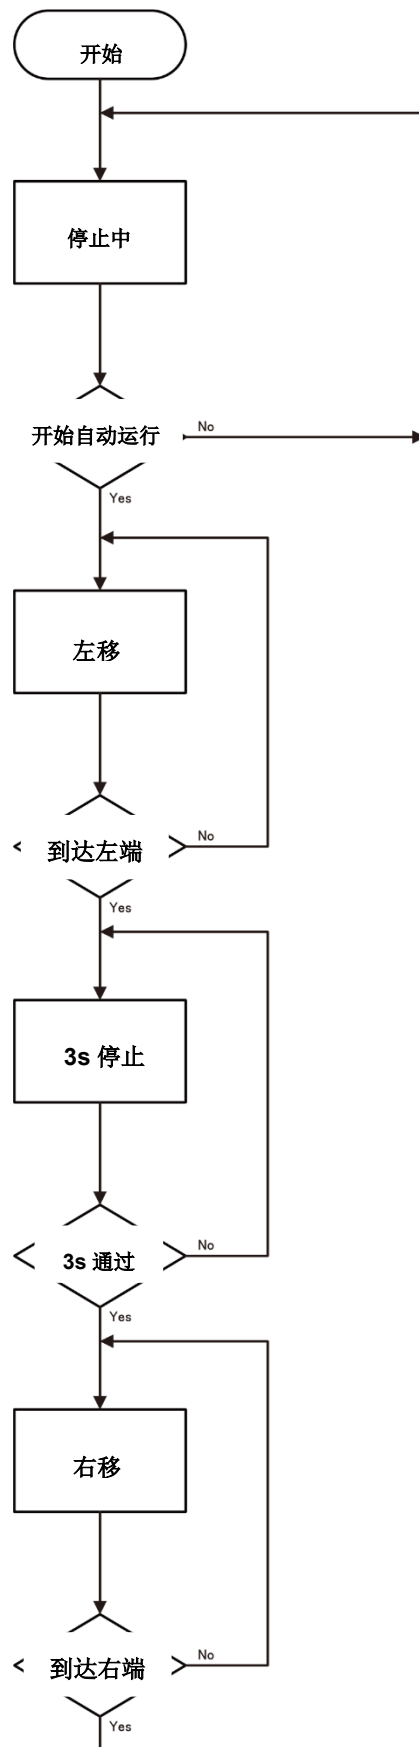 开始
停止中
开始自动运行
No
Yes
左移
到达左端
No
Yes
3s 停止
3s 通过
No
Yes
右移
到达右端
No
Yes